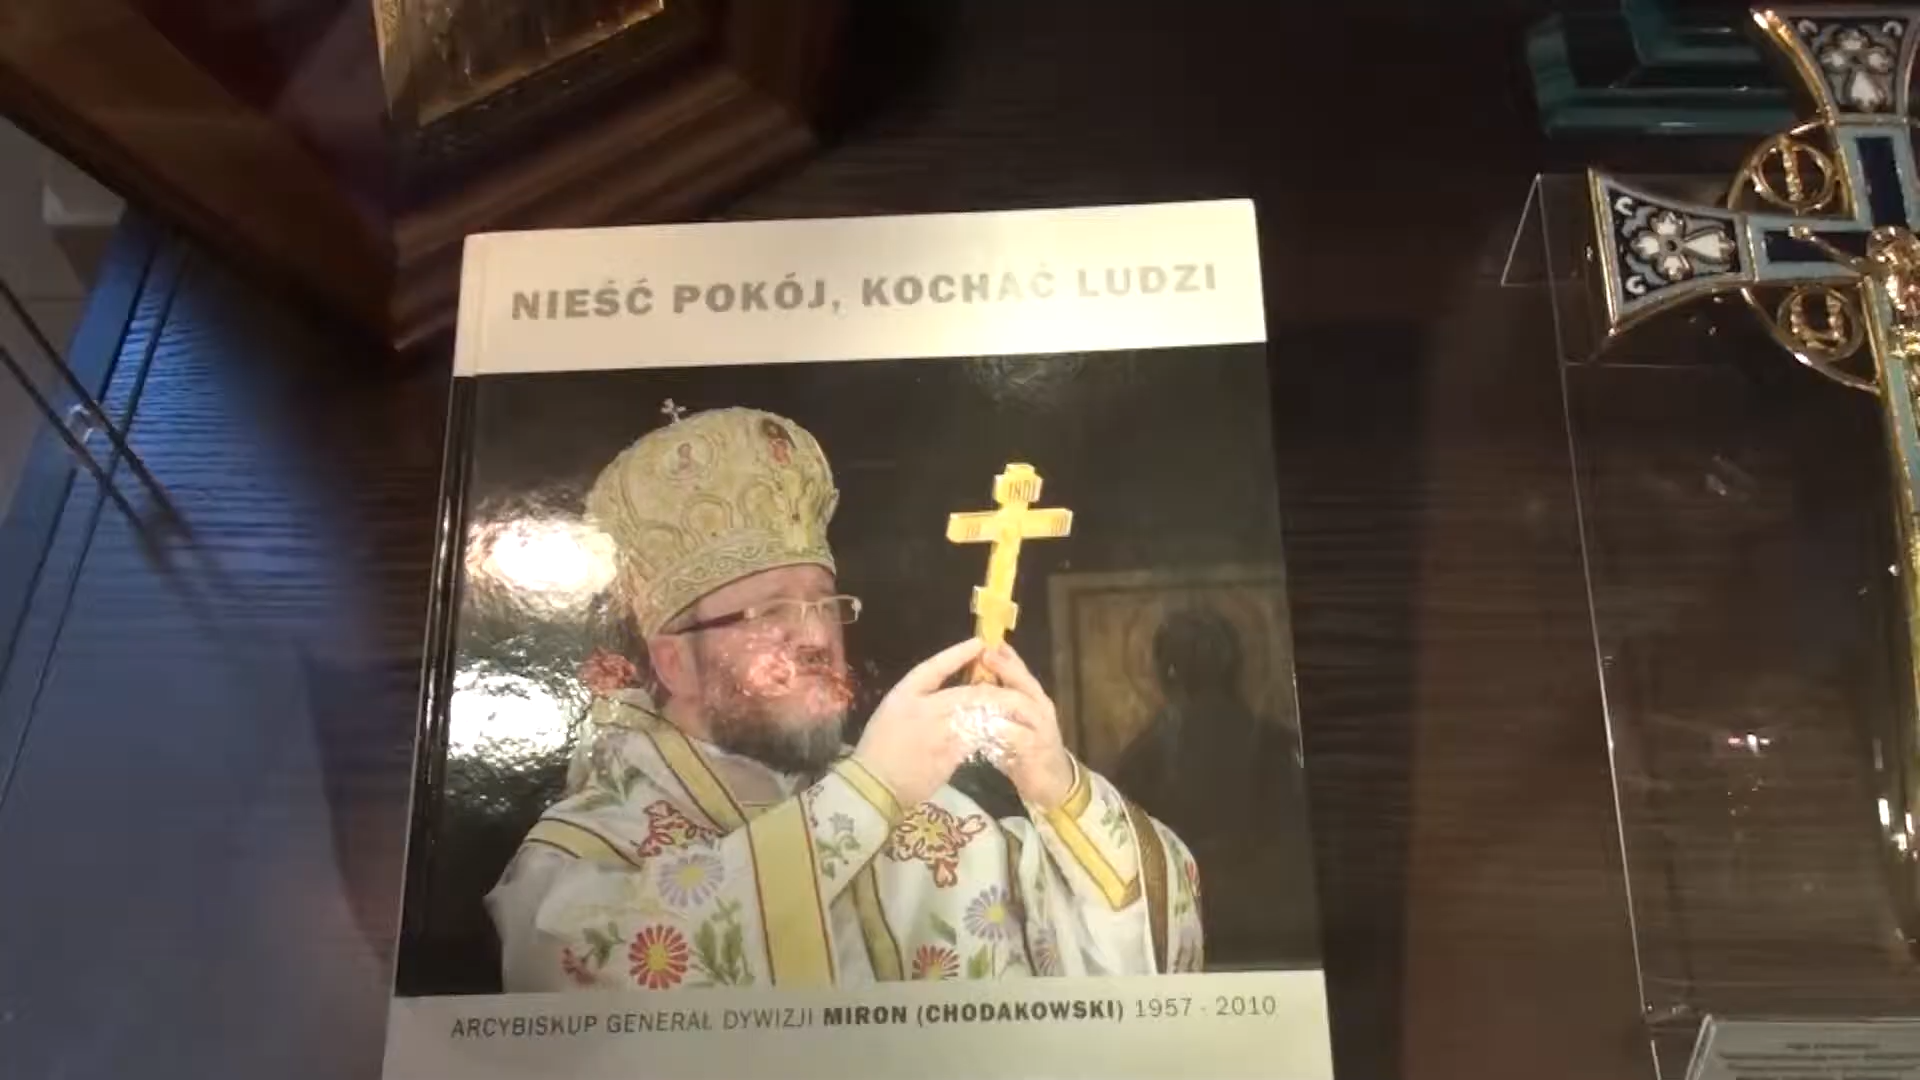 NIEŚĆ POKÓJ, KOCHAĆ LUDZI
ARCYBISKUP GENERAŁ DYWIZJI MIRON (CHODAKOWSKI) 1957 - 2010